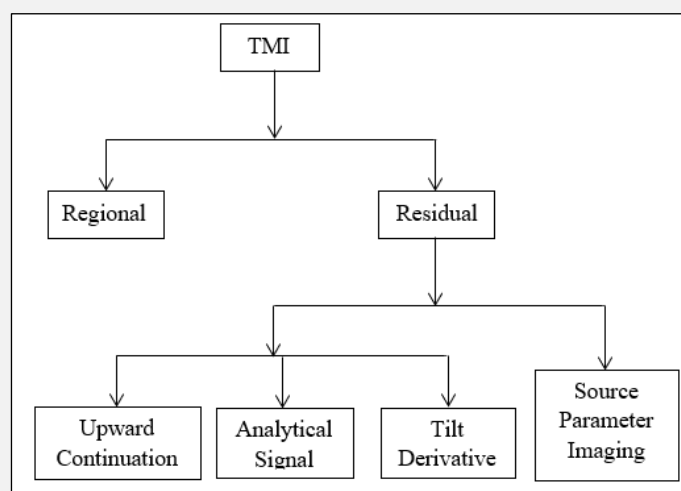 TMI
Regional
Residual
Upward
Continuation
Analytical
Signal
Tilt
Derivative
Source
Parameter
Imaging